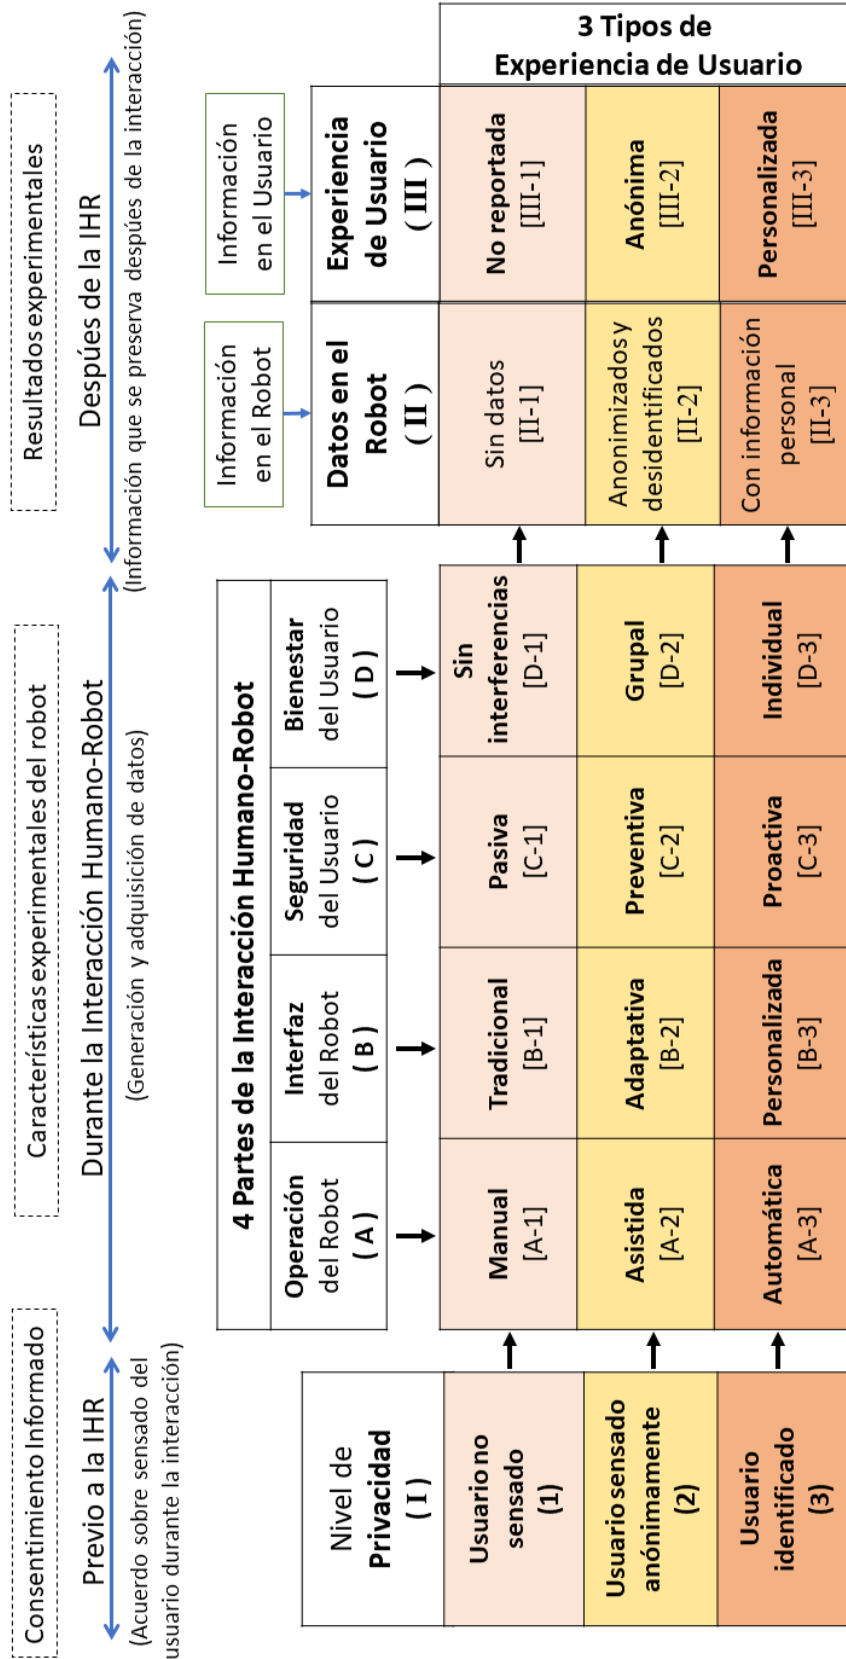 Consentimiento Informado
Previo a la IHR
(Acuerdo sobre sensado del
usuario durante la interacción)
Características experimentales del robot
Durante la Interacción Humano-Robot
(Generación y adquisición de datos)
Resultados experimentales
Despúes de la IHR
(Información que se preserva despúes de la interacción)
4 Partes de la Interacción Humano-Robot
Información
en el Robot
Información
en el Usuario
Nivel de
Privacidad
( I )
Operación
del Robot
( A )
Interfaz
del Robot
( B )
Seguridad
del Usuario
( C )
Bienestar
del Usuario
( D )
Datos en el
Robot
( II )
Experiencia
de Usuario
( III )
3 Tipos de
Experiencia de Usuario
Usuario no
sensado
(1)
Manual
[A-1]
Tradicional
[B-1]
Pasiva
[C-1]
Sin
interferencias
[D-1]
Sin datos
[II-1]
No reportada
[III-1]
Usuario sensado
anónimamente
(2)
Asistida
[A-2]
Adaptativa
[B-2]
Preventiva
[C-2]
Grupal
[D-2]
Anonimizados y
desidentificados
[II-2]
Anónima
[III-2]
Usuario
identificado
(3)
Automática
[A-3]
Personalizada
[B-3]
Proactiva
[C-3]
Individual
[D-3]
Con información
personal
[II-3]
Personalizada
[III-3]